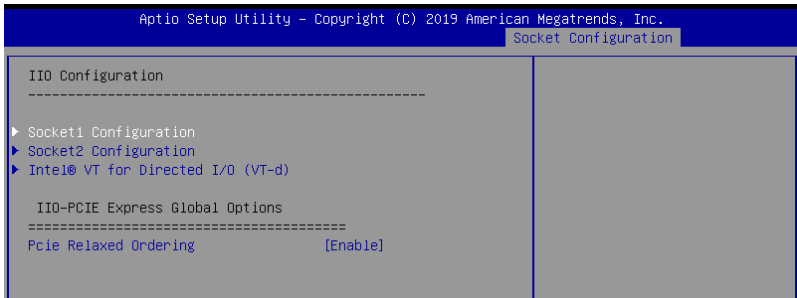 Aptio Setup Utility – Copyright (C) 2019 American Megatrends, Inc.
Socket Configuration
IIO Configuration
--------------------------------------------------
Socket1 Configuration
Socket2 Configuration
Intel® VT for Directed I/O (VT-d)
IIO-PCIE Express Global Options
========================================
Pcie Relaxed Ordering [Enable]